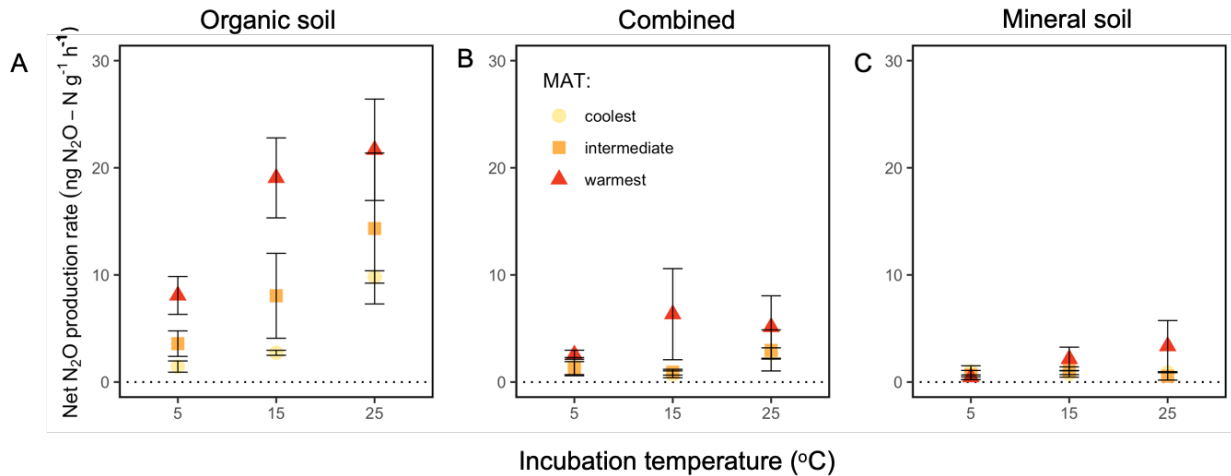 Organic soil
Combined
Mineral soil
A
B
C
Net N₂O production rate (ng N₂O – N g⁻¹ h⁻¹)
30
20
10
0
5
15
25
30
20
10
0
MAT:
coolest
intermediate
warmest
5
15
25
30
20
10
0
5
15
25
Incubation temperature (°C)